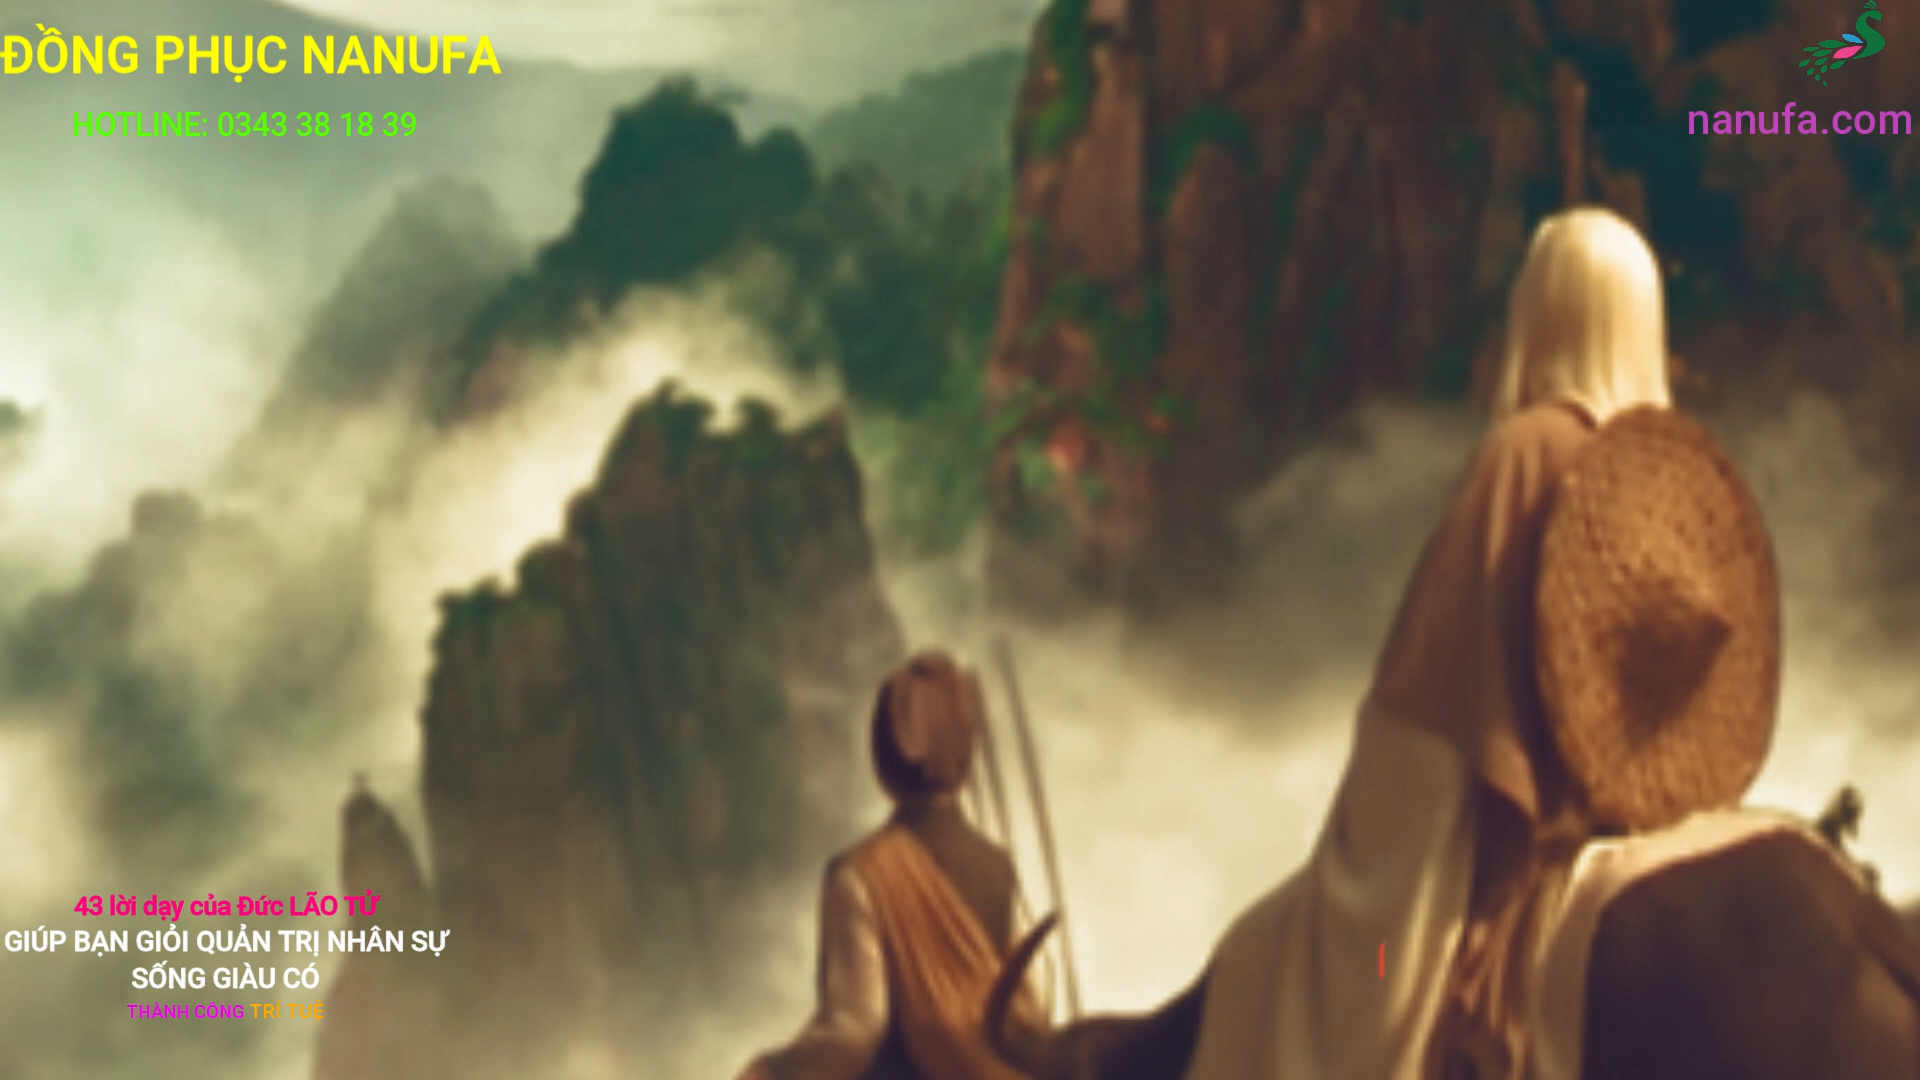 ĐỒNG PHỤC NANUFA
HOTLINE: 0343 38 18 39
nanufa.com
43 lời dạy của Đức LÃO TỬ
GIÚP BẠN GIỎI QUẢN TRỊ NHÂN SỰ
SỐNG GIÀU CÓ
THÀNH CÔNG TRÍ TUỆ